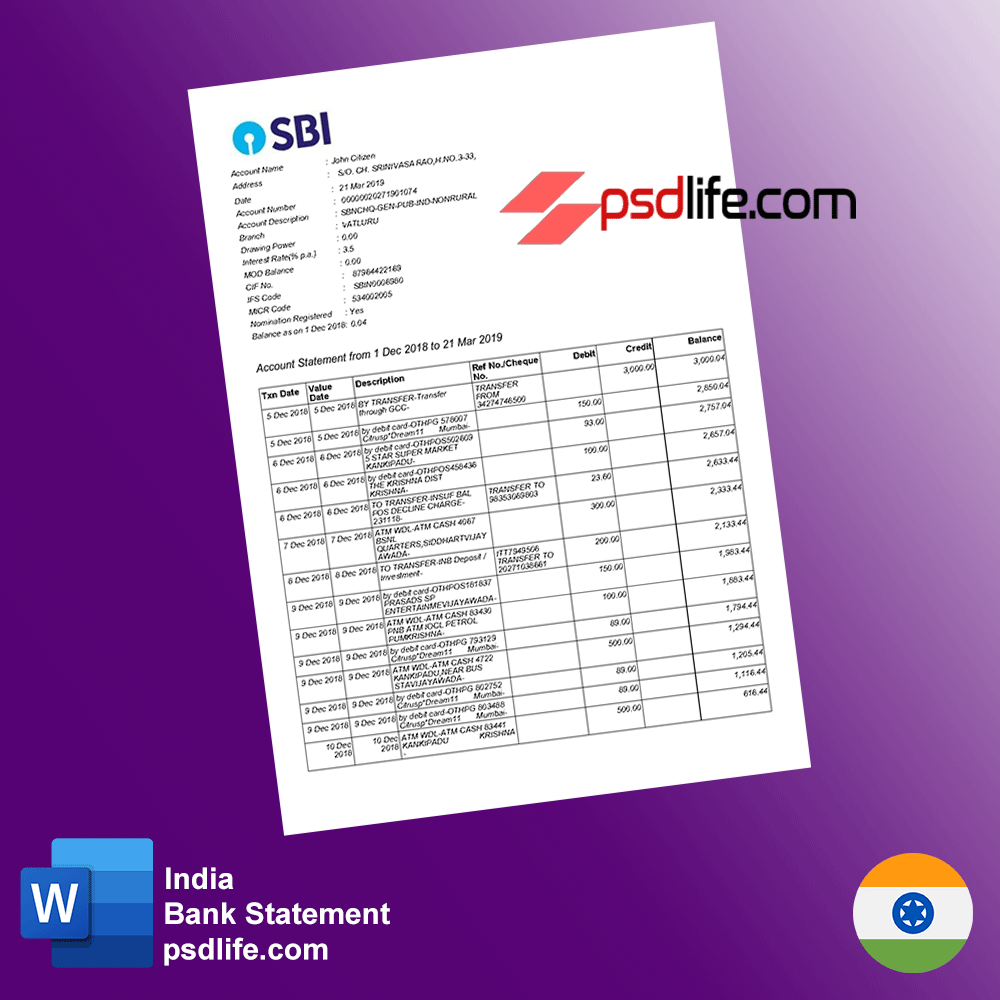 SBI
Account Name : John Citizen
Address : S/O. CH. SRINIVASA RAO,H.NO.3-33,
Date : 21 Mar 2019
Account Number : 00000020271901074
Account Description : SBNCHQ-GEN-PUB-IND-NONRURAL
Branch : VATLURU
Drawing Power : 0.00
Interest Rate(% p.a.) : 3.5
MOD Balance : 0.00
CIF No. : 87964422169
IFS Code : SBIN0006980
MICR Code : 534002005
Nomination Registered : Yes
Balance as on 1 Dec 2018: 0.04
psdlife.com
Account Statement from 1 Dec 2018 to 21 Mar 2019
Txn Date Value Date Description Ref No./Cheque No. Debit Credit Balance
5 Dec 2018 5 Dec 2018 BY TRANSFER-Transfer through GCC- TRANSFER FROM 34274746500 3,000.00 3,000.04
5 Dec 2018 5 Dec 2018 by debit card-OTHPG 578007 Citrusp*Dream11 Mumbai- 150.00 2,850.04
6 Dec 2018 6 Dec 2018 by debit card-OTHPOS502609 5 STAR SUPER MARKET KANKIPADU- 93.00 2,757.04
6 Dec 2018 6 Dec 2018 by debit card-OTHPOS458436 THE KRISHNA DIST KRISHNA- 100.00 2,657.04
6 Dec 2018 6 Dec 2018 TO TRANSFER-INSUF BAL POS DECLINE CHARGE-231118- TRANSFER TO 98353069803 23.60 2,633.44
7 Dec 2018 7 Dec 2018 ATM WDL-ATM CASH 4067 BSNL QUARTERS,SIDDHARTVIJAYAWADA- 300.00 2,333.44
8 Dec 2018 8 Dec 2018 TO TRANSFER-INB Deposit / Investment- ITT7949506 TRANSFER TO 20271038661 200.00 2,133.44
9 Dec 2018 9 Dec 2018 by debit card-OTHPOS181837 PRASADS SP ENTERTAINMEVIJAYAWADA- 150.00 1,983.44
9 Dec 2018 9 Dec 2018 ATM WDL-ATM CASH 83430 PNB ATM IOCL PETROL PUMKRISHNA- 100.00 1,883.44
9 Dec 2018 9 Dec 2018 by debit card-OTHPG 793129 Citrusp*Dream11 Mumbai- 89.00 1,794.44
9 Dec 2018 9 Dec 2018 ATM WDL-ATM CASH 4722 KANKIPADU,NEAR BUS STAVIJAYAWADA- 500.00 1,294.44
9 Dec 2018 9 Dec 2018 by debit card-OTHPG 802752 Citrusp*Dream11 Mumbai- 89.00 1,205.44
9 Dec 2018 9 Dec 2018 by debit card-OTHPG 803488 Citrusp*Dream11 Mumbai- 89.00 1,116.44
10 Dec 2018 10 Dec 2018 ATM WDL-ATM CASH 83441 KANKIPADU KRISHNA - 500.00 616.44
W
India
Bank Statement
psdlife.com